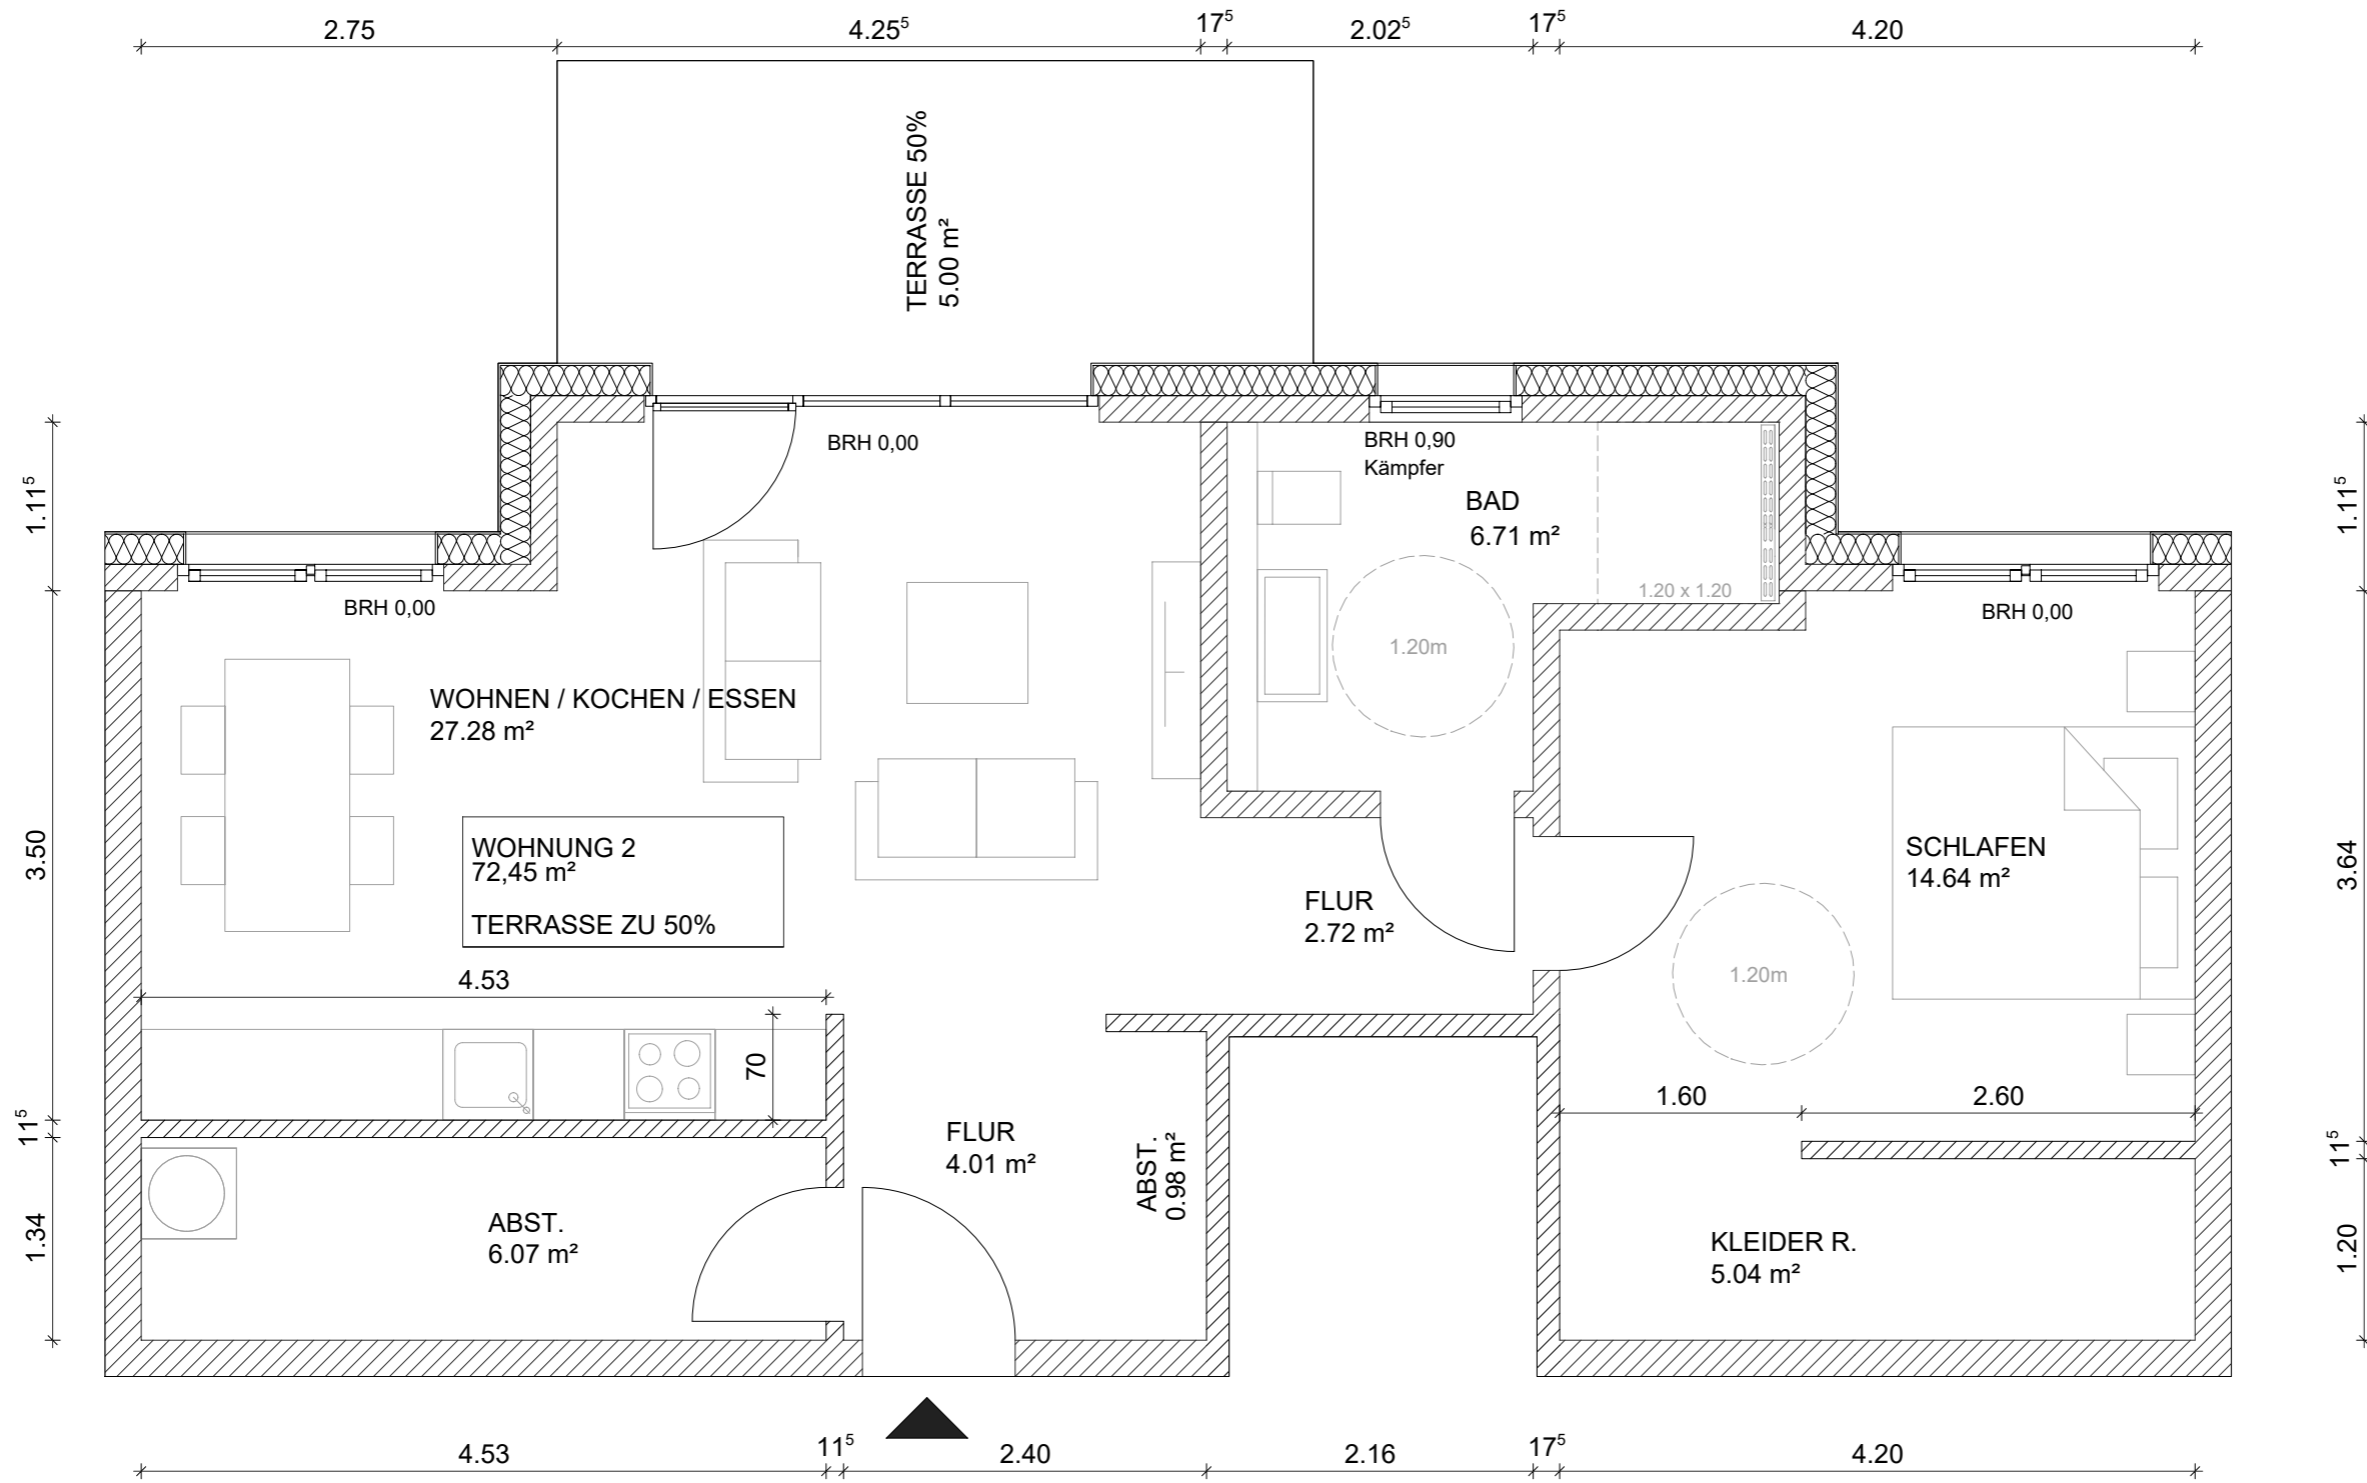 2.75
4.25⁵
17⁵
2.02⁵
17⁵
4.20
TERRASSE 50%
5.00 m²
1.11⁵
BRH 0,00
BRH 0,90
Kämpfer
BAD
6.71 m²
1.11⁵
1.20 x 1.20
BRH 0,00
BRH 0,00
1.20m
WOHNEN / KOCHEN / ESSEN
27.28 m²
3.50
WOHNUNG 2
72,45 m²
TERRASSE ZU 50%
SCHLAFEN
14.64 m²
3.64
FLUR
2.72 m²
1.20m
4.53
70
1.60
2.60
11⁵
FLUR
4.01 m²
ABST.
0.98 m²
11⁵
1.34
ABST.
6.07 m²
KLEIDER R.
5.04 m²
1.20
4.53
11⁵
2.40
2.16
17⁵
4.20